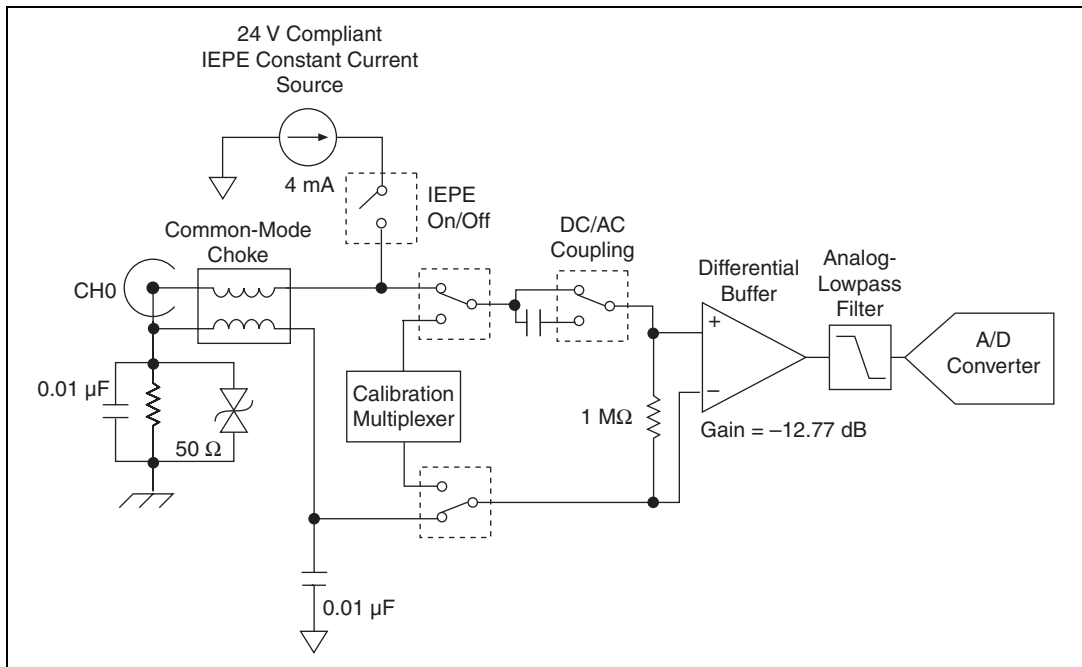 24 V Compliant
IEPE Constant Current
Source
4 mA
IEPE
On/Off
Common-Mode
Choke
DC/AC
Coupling
Differential
Buffer
Analog-
Lowpass
Filter
CH0
+
–
A/D
Converter
0.01 µF
50 Ω
Calibration
Multiplexer
1 MΩ
Gain = –12.77 dB
0.01 µF